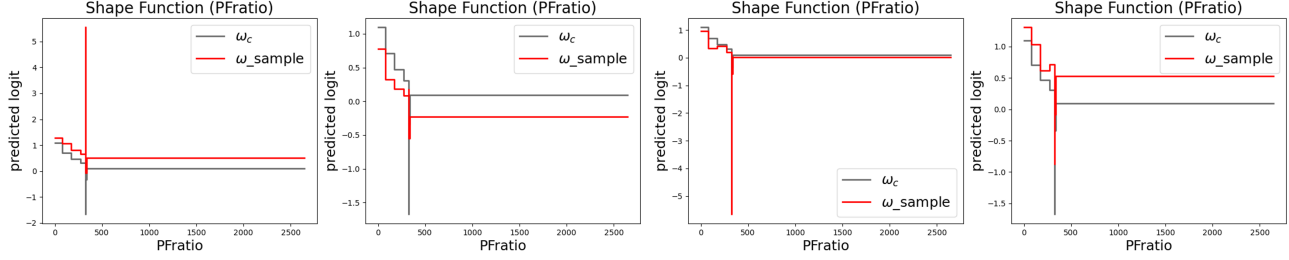 Shape Function (PFratio)
predicted logit
5
4
3
2
1
0
−1
−2
ω_c
ω_sample
0 500 1000 1500 2000 2500
PFratio
Shape Function (PFratio)
predicted logit
1.0
0.5
0.0
−0.5
−1.0
−1.5
ω_c
ω_sample
0 500 1000 1500 2000 2500
PFratio
Shape Function (PFratio)
predicted logit
1
0
−1
−2
−3
−4
−5
ω_c
ω_sample
0 500 1000 1500 2000 2500
PFratio
Shape Function (PFratio)
predicted logit
1.0
0.5
0.0
−0.5
−1.0
−1.5
ω_c
ω_sample
0 500 1000 1500 2000 2500
PFratio